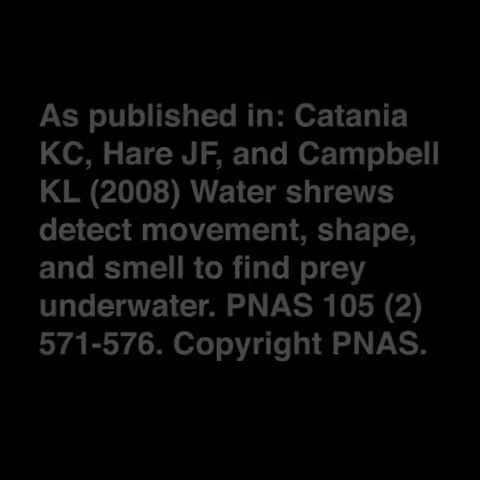 As published in: Catania
KC, Hare JF, and Campbell
KL (2008) Water shrews
detect movement, shape,
and smell to find prey
underwater. PNAS 105 (2)
571-576. Copyright PNAS.